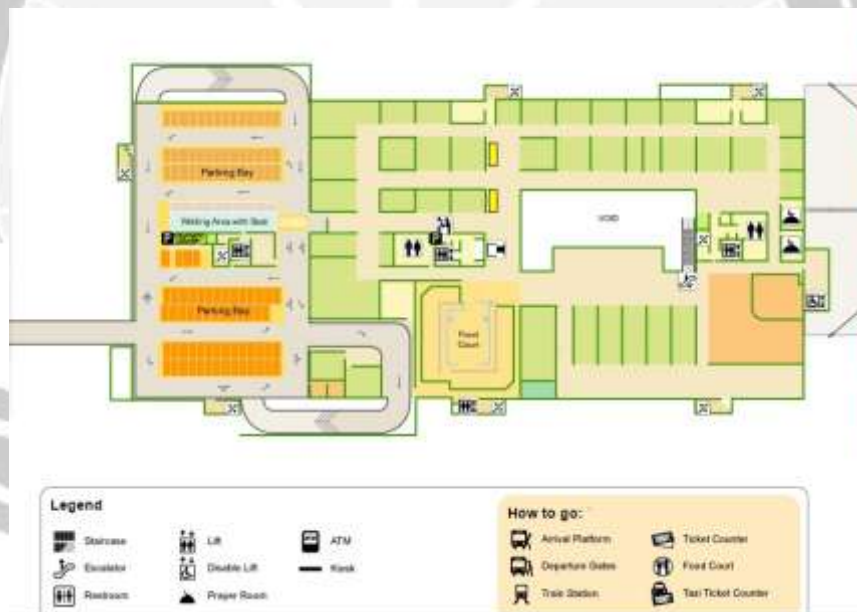 Parking Bay
Waiting Area with Seat
VOID
Parking Bay
Food
Court
Legend
Staircase
Lift
ATM
Escalator
Disable Lift
Kiosk
Restroom
Prayer Room
How to go:
Arrival Platform
Ticket Counter
Departure Gates
Food Court
Train Station
Taxi Ticket Counter